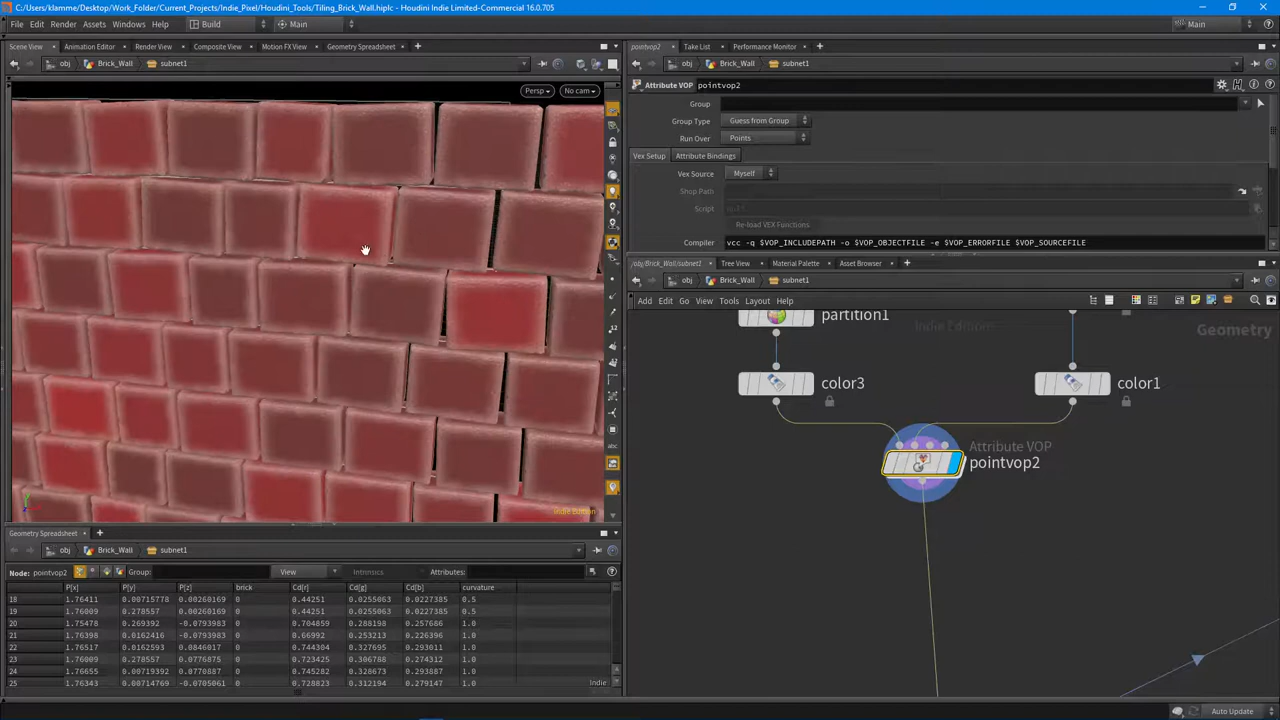 C:/Users/klamme/Desktop/Work_Folder/Current_Projects/Indie_Pixel/Houdini_Tools/Tiling_Brick_Wall.hiplc - Houdini Indie Limited-Commercial 16.0.705
File Edit Render Assets Windows Help Build Main Main
Scene View Animation Editor Render View Composite View Motion FX View Geometry Spreadsheet
obj Brick_Wall subnet1
Persp No cam
Indie Edition
pointvop2 Take List Performance Monitor
obj Brick_Wall subnet1
Attribute VOP pointvop2
Group
Group Type Guess from Group
Run Over Points
Vex Setup Attribute Bindings
Vex Source Myself
Shop Path
Script null
Re-load VEX Functions
Compiler vcc -q $VOP_INCLUDEPATH -o $VOP_OBJECTFILE -e $VOP_ERRORFILE $VOP_SOURCEFILE
/obj/Brick_Wall/subnet1 Tree View Material Palette Asset Browser
obj Brick_Wall subnet1
Add Edit Go View Tools Layout Help
Indie Edition
Geometry
partition1
color3
color1
Attribute VOP
pointvop2
Geometry Spreadsheet
obj Brick_Wall subnet1
Node: pointvop2 Group: View Intrinsics Attributes:
P[x] P[y] P[z] brick Cd[r] Cd[g] Cd[b] curvature
18 1.76411 0.00715778 0.00260169 0 0.44251 0.0255063 0.0227385 0.5
19 1.76009 0.278557 0.00260169 0 0.44251 0.0255063 0.0227385 0.5
20 1.75478 0.269392 -0.0793983 0 0.704859 0.288198 0.257686 1.0
21 1.76398 0.0162416 -0.0793983 0 0.66992 0.253213 0.226396 1.0
22 1.76517 0.0162593 0.0846017 0 0.744304 0.327695 0.293011 1.0
23 1.76009 0.278557 0.0776875 0 0.723425 0.306788 0.274312 1.0
24 1.76655 0.00719392 0.0770887 0 0.745282 0.328673 0.293887 1.0
25 1.76343 0.00714769 -0.0705061 0 0.728823 0.312194 0.279147 1.0
Indie
Auto Update